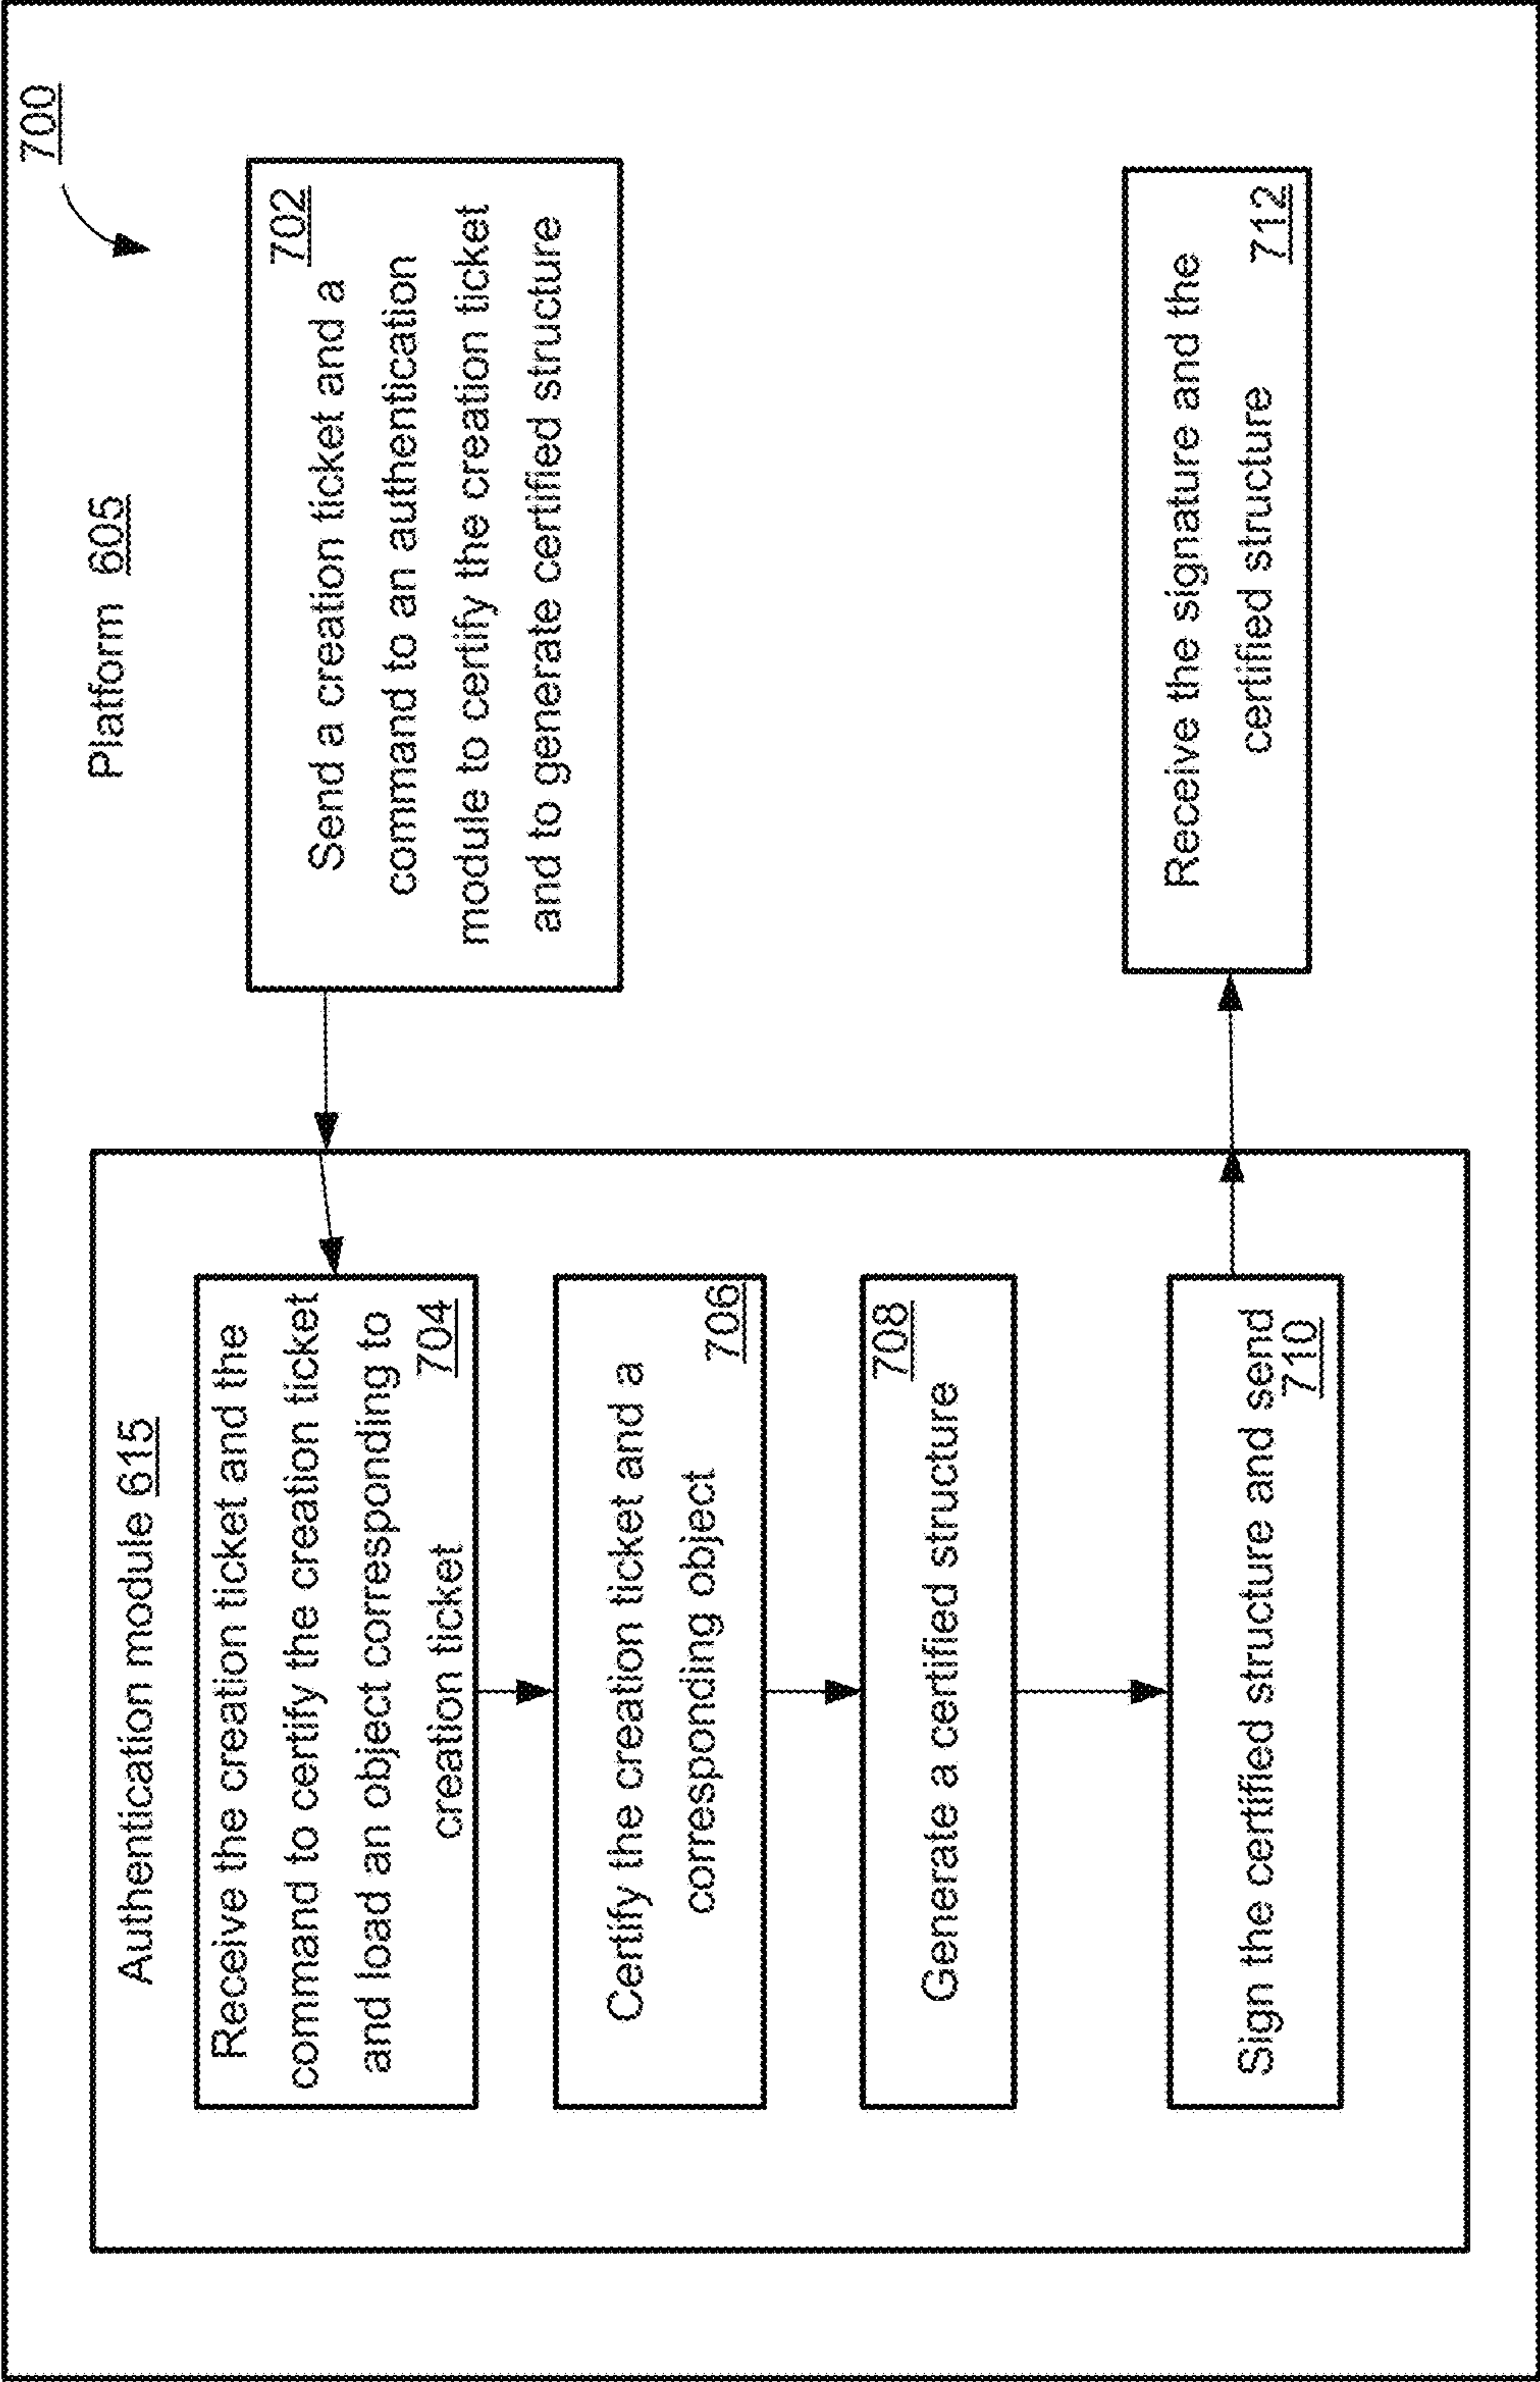 700
Platform 605
Authentication module 615
702
Send a creation ticket and a
command to an authentication
module to certify the creation ticket
and to generate certified structure
Receive the creation ticket and the
command to certify the creation ticket
and load an object corresponding to
704
creation ticket
Certify the creation ticket and a
corresponding object
706
708
Generate a certified structure
Sign the certified structure and send
710
Receive the signature and the
certified structure
712